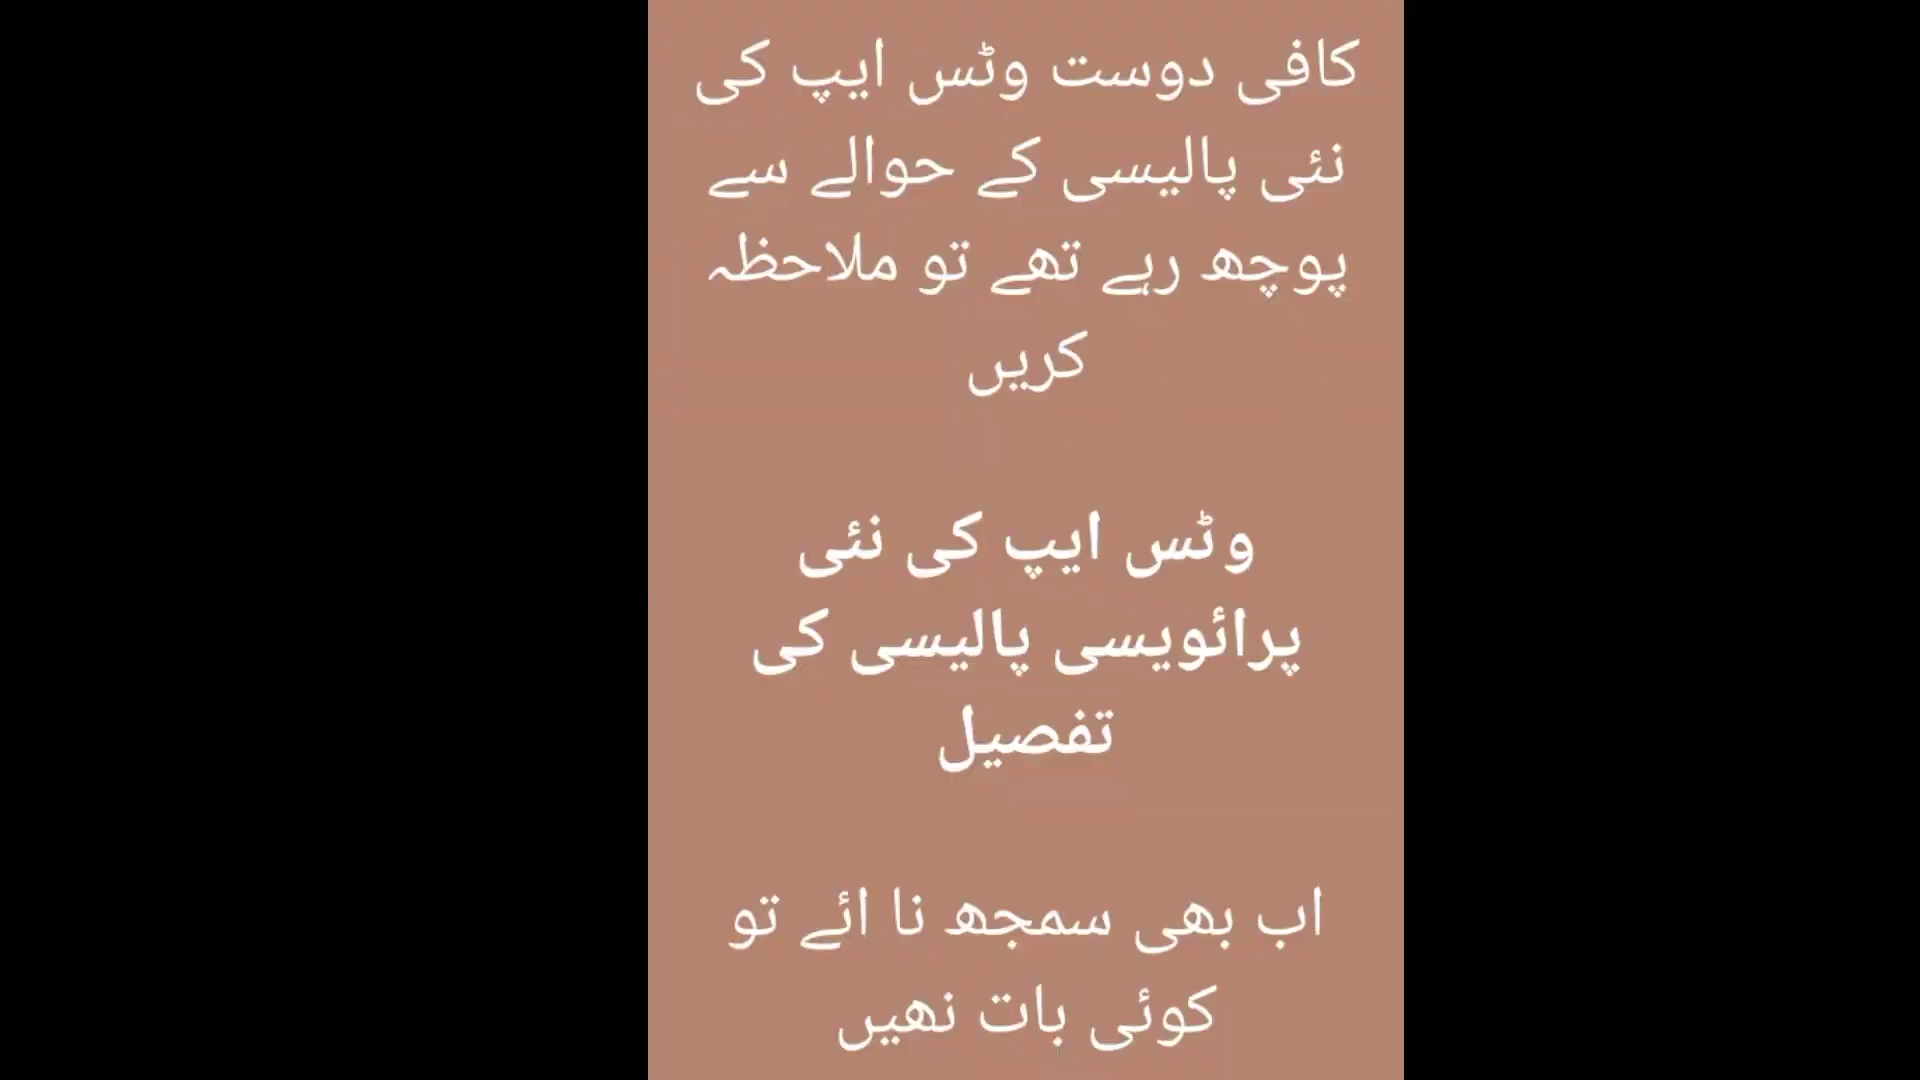 کافی دوست وٹس ایپ کی
نئی پالیسی کے حوالے سے
پوچھ رہے تھے تو ملاحظہ
کریں
وٹس ایپ کی نئی
پرائویسی پالیسی کی
تفصیل
اب بھی سمجھ نا ائے تو
کوئی بات نھیں